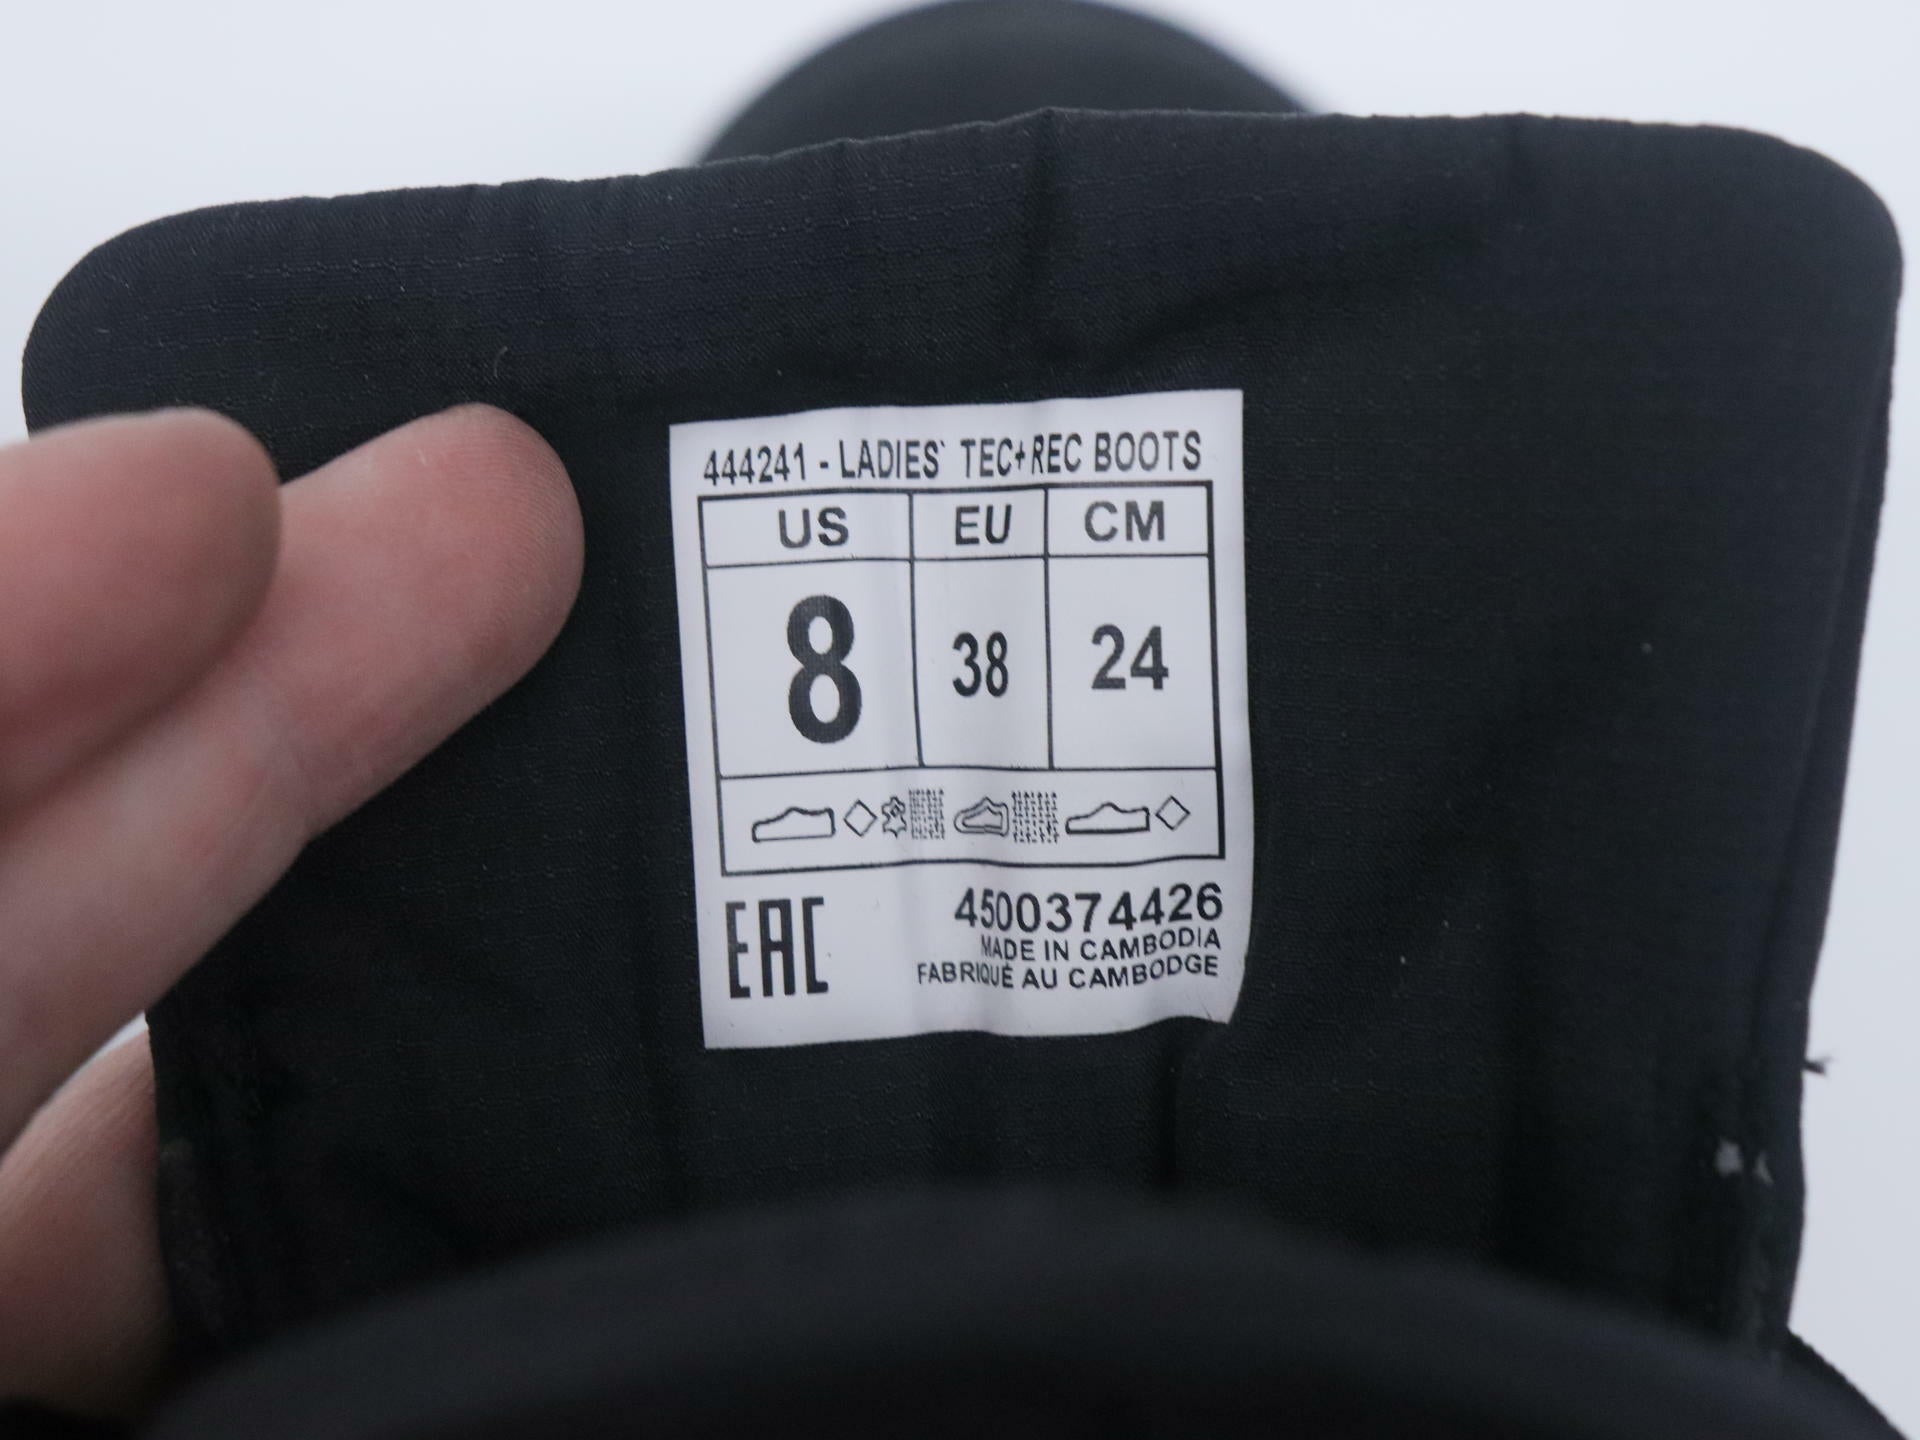 444241 - LADIES` TEC+REC BOOTS
US EU CM
8 38 24
EAC
4500374426
MADE IN CAMBODIA
FABRIQUÉ AU CAMBODGE